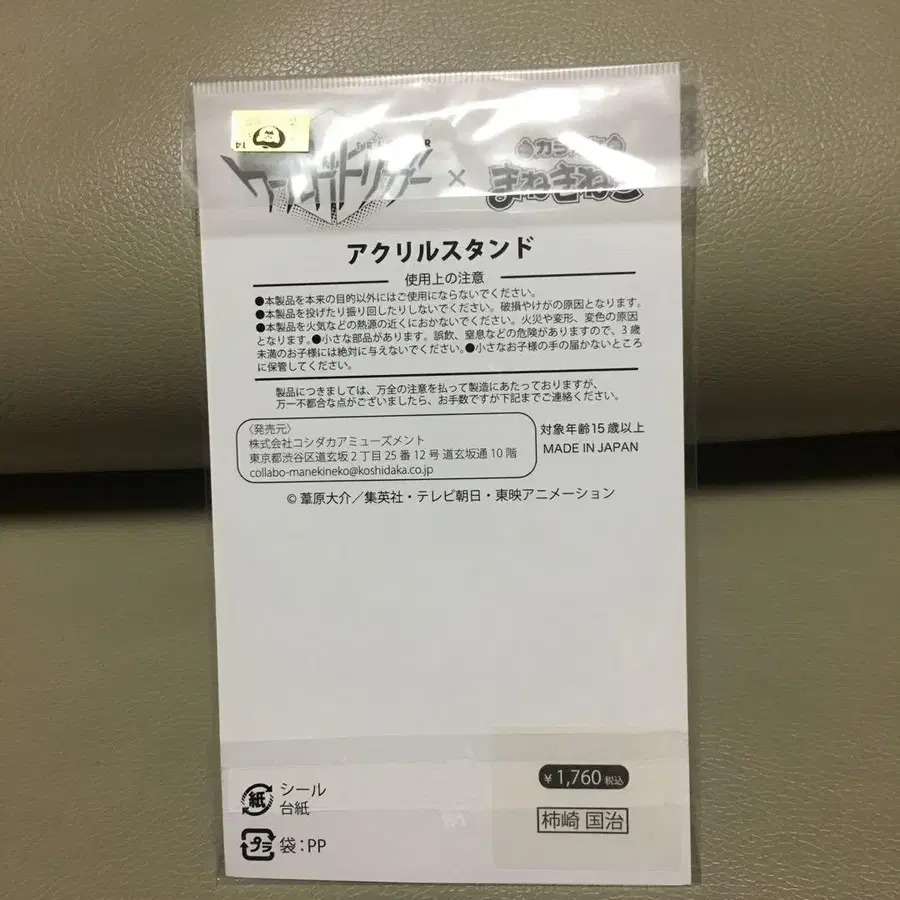 ワールドトリガー × カラオケ まねきねこ
アクリルスタンド
使用上の注意
●本製品を本来の目的以外にはご使用にならないでください。
●本製品を投げたり振り回したりしないでください。破損やけがの原因となります。
●本製品を火気などの熱源の近くにおかないでください。火災や変形、変色の原因
となります。●小さな部品があります。誤飲、窒息などの危険がありますので、3歳
未満のお子様には絶対に与えないでください。●小さなお子様の手の届かないところ
に保管してください。
製品につきましては、万全の注意を払って製造にあたっておりますが、
万一不都合な点がございましたら、お手数ですが下記までご連絡ください。
〈発売元〉
株式会社コシダカアミューズメント
東京都渋谷区道玄坂2丁目25番12号 道玄坂通10階
collabo-manekineko@koshidaka.co.jp
対象年齢15歳以上
MADE IN JAPAN
©葦原大介/集英社・テレビ朝日・東映アニメーション
紙 シール
台紙
プラ 袋:PP
¥1,760税込
柿崎 国治